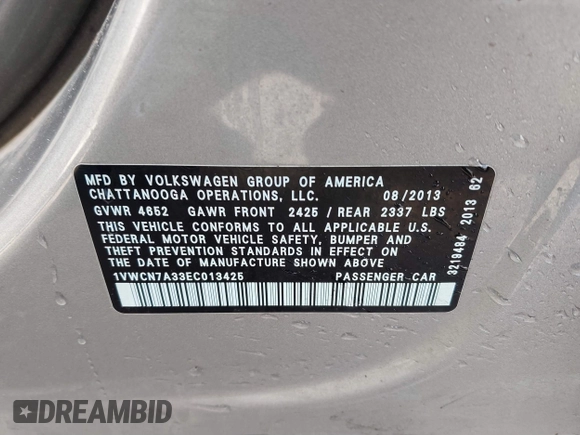 MFD BY VOLKSWAGEN GROUP OF AMERICA
CHATTANOOGA OPERATIONS, LLC. 08/2013
GVWR 4652 GAWR FRONT 2425 / REAR 2337 LBS
THIS VEHICLE CONFORMS TO ALL APPLICABLE U.S.
FEDERAL MOTOR VEHICLE SAFETY, BUMPER AND
THEFT PREVENTION STANDARDS IN EFFECT ON
THE DATE OF MANUFACTURE SHOWN ABOVE.
1VWCN7A33EC013425 PASSENGER CAR
3219484 2013 62
DREAMBID